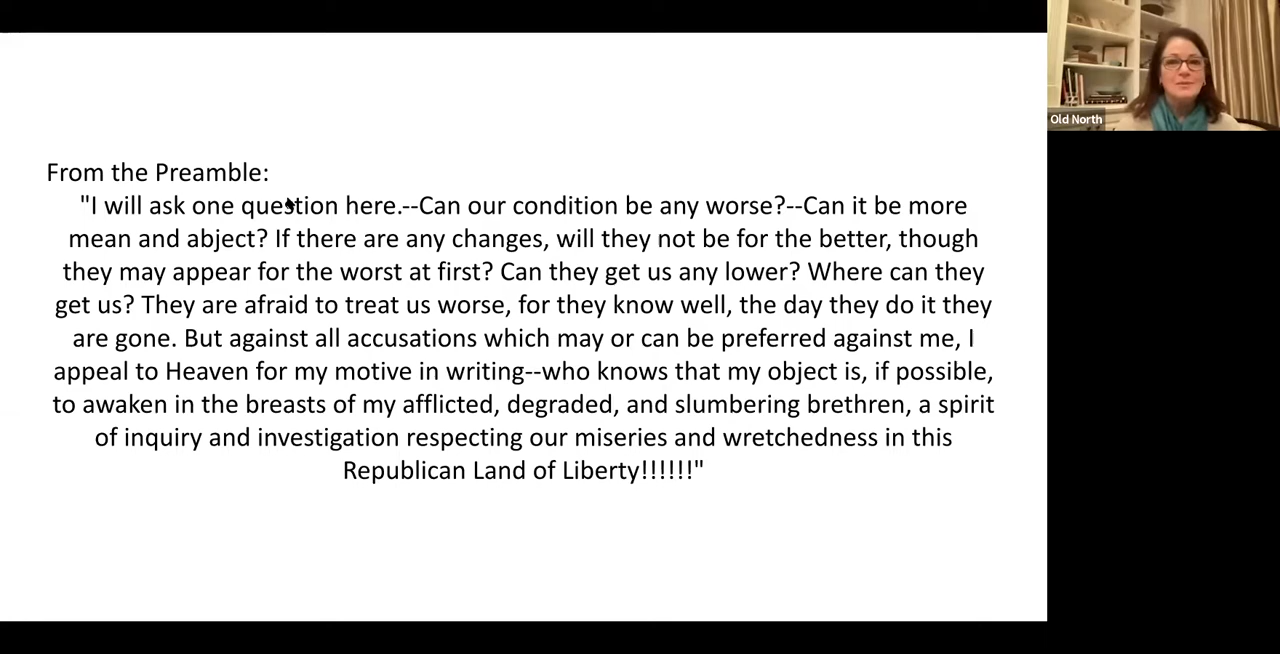 From the Preamble:
"I will ask one question here.--Can our condition be any worse?--Can it be more
mean and abject? If there are any changes, will they not be for the better, though
they may appear for the worst at first? Can they get us any lower? Where can they
get us? They are afraid to treat us worse, for they know well, the day they do it they
are gone. But against all accusations which may or can be preferred against me, I
appeal to Heaven for my motive in writing--who knows that my object is, if possible,
to awaken in the breasts of my afflicted, degraded, and slumbering brethren, a spirit
of inquiry and investigation respecting our miseries and wretchedness in this
Republican Land of Liberty!!!!!!"
Old North